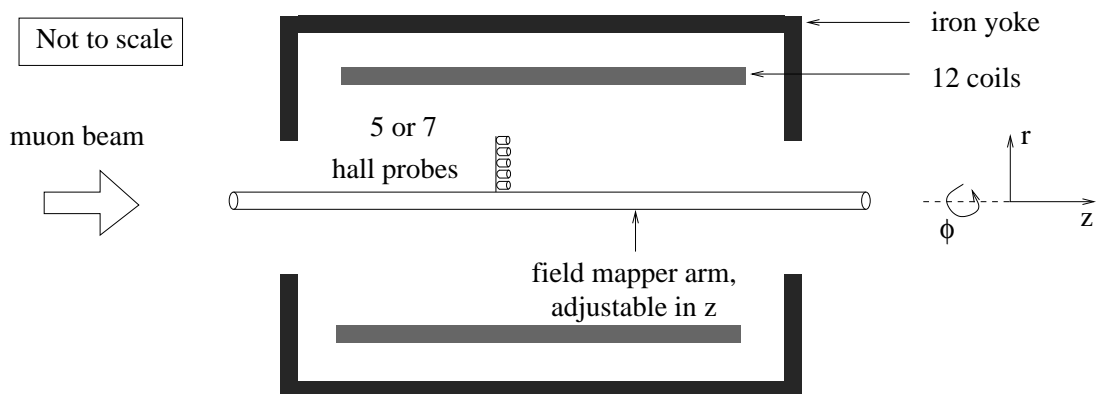 Not to scale
iron yoke
12 coils
muon beam
5 or 7
hall probes
r
z
ϕ
field mapper arm,
adjustable in z